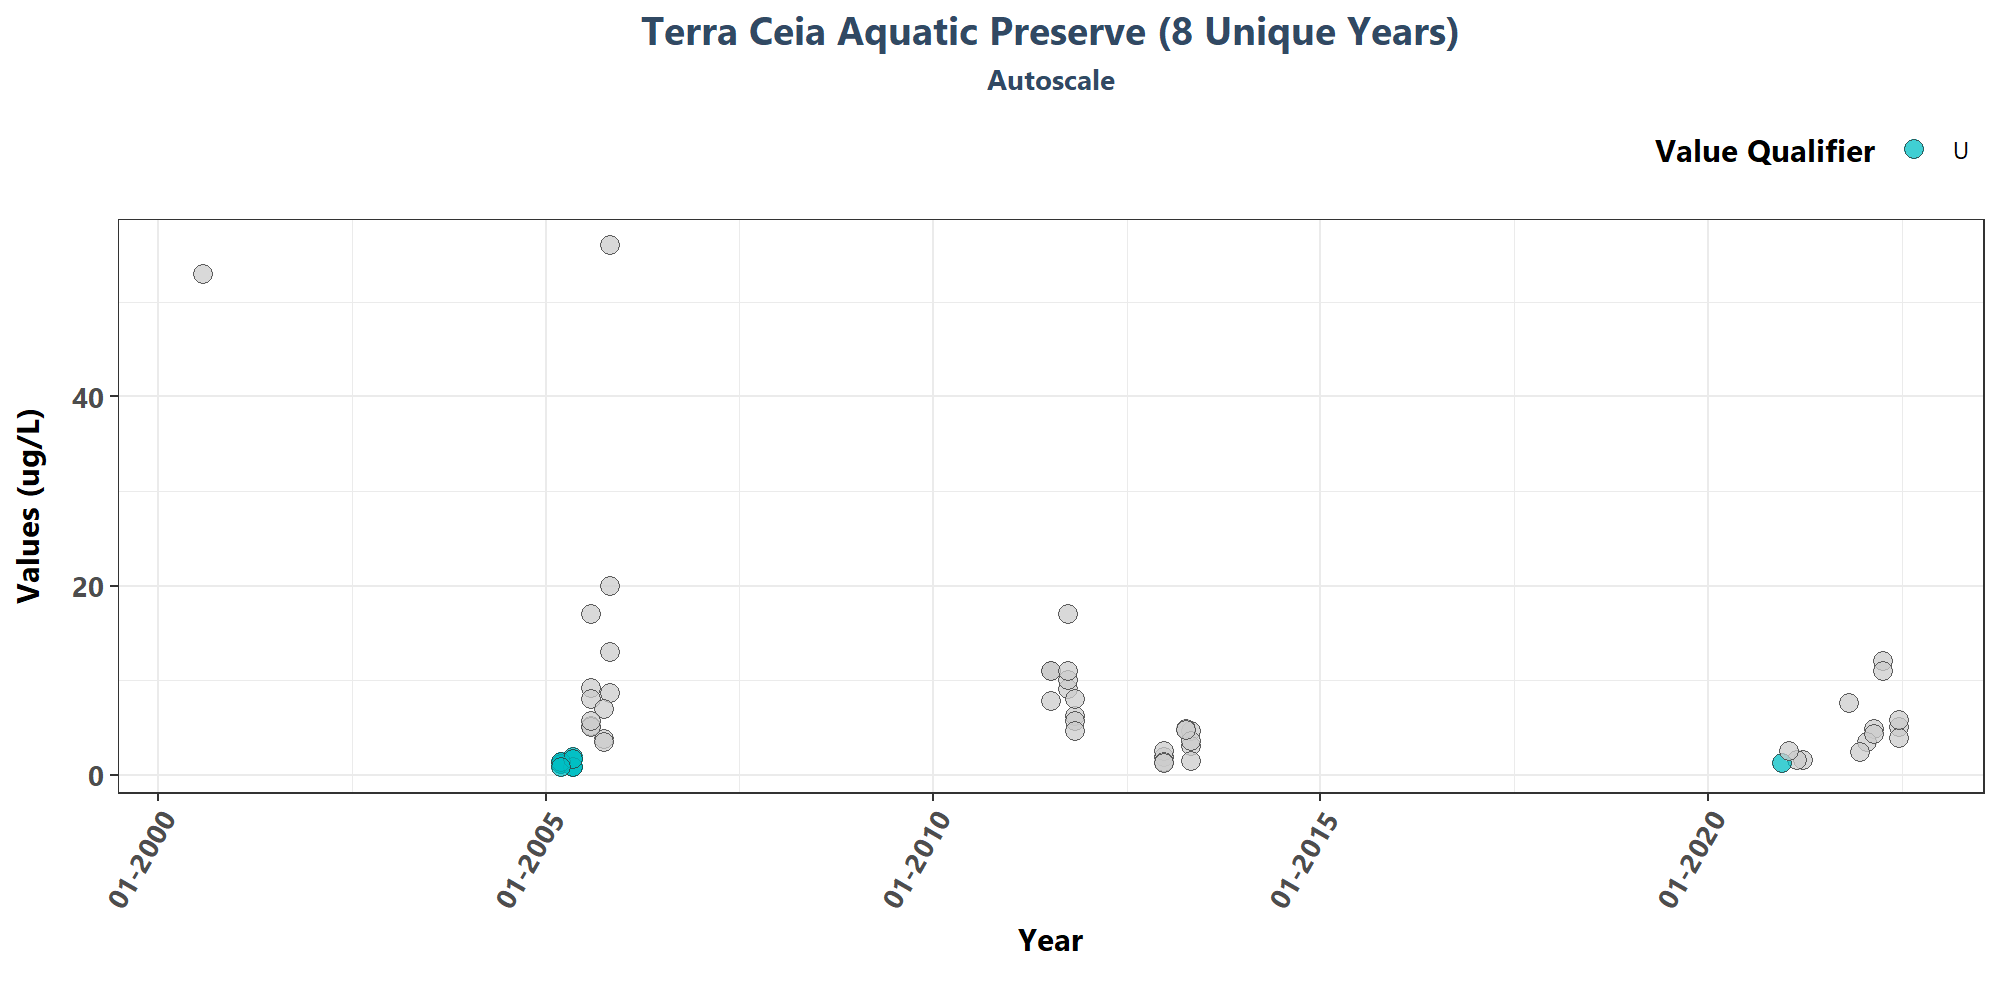 Terra Ceia Aquatic Preserve (8 Unique Years)
Autoscale
Value Qualifier U
Values (ug/L)
40
20
0
01-2000
01-2005
01-2010
01-2015
01-2020
Year